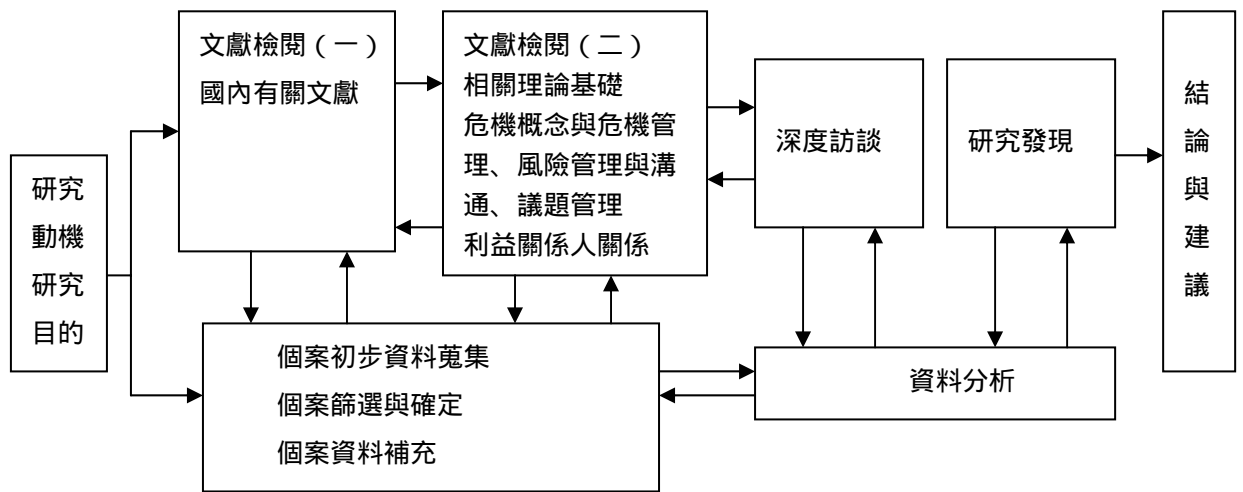 研究
動機
研究
目的
文獻檢閱（一）
國內有關文獻
文獻檢閱（二）
相關理論基礎
危機概念與危機管
理、風險管理與溝
通、議題管理
利益關係人關係
個案初步資料蒐集
個案篩選與確定
個案資料補充
深度訪談
研究發現
資料分析
結
論
與
建
議